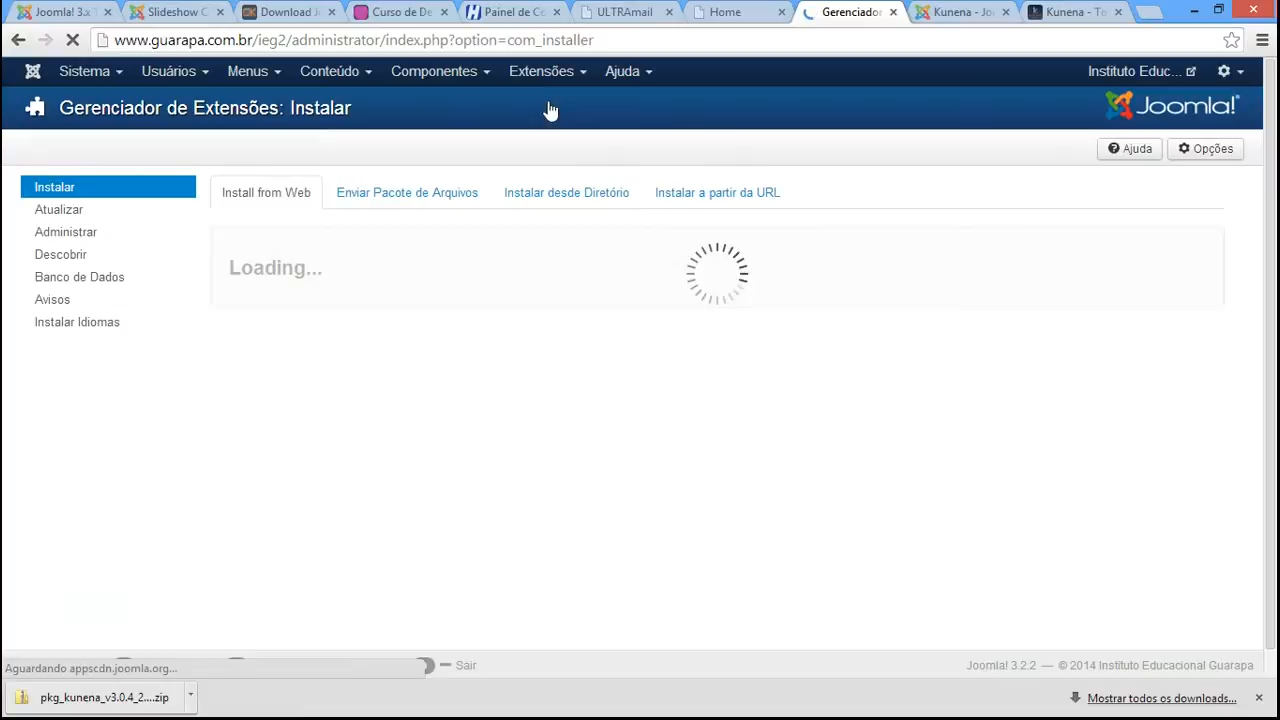 Joomla! 3.x T
Slideshow C
Download J
Curso de De
Painel de Ce
ULTRAmail
Home
Gerenciador
Kunena - Joo
Kunena - To
www.guarapa.com.br/ieg2/administrator/index.php?option=com_installer
Sistema Usuários Menus Conteúdo Componentes Extensões Ajuda Instituto Educ...
Gerenciador de Extensões: Instalar
Joomla!®
Ajuda Opções
Instalar
Atualizar
Administrar
Descobrir
Banco de Dados
Avisos
Instalar Idiomas
Install from Web Enviar Pacote de Arquivos Instalar desde Diretório Instalar a partir da URL
Loading...
Aguardando appscdn.joomla.org...
Sair
Joomla! 3.2.2 — © 2014 Instituto Educacional Guarapa
pkg_kunena_v3.0.4_2....zip
Mostrar todos os downloads...